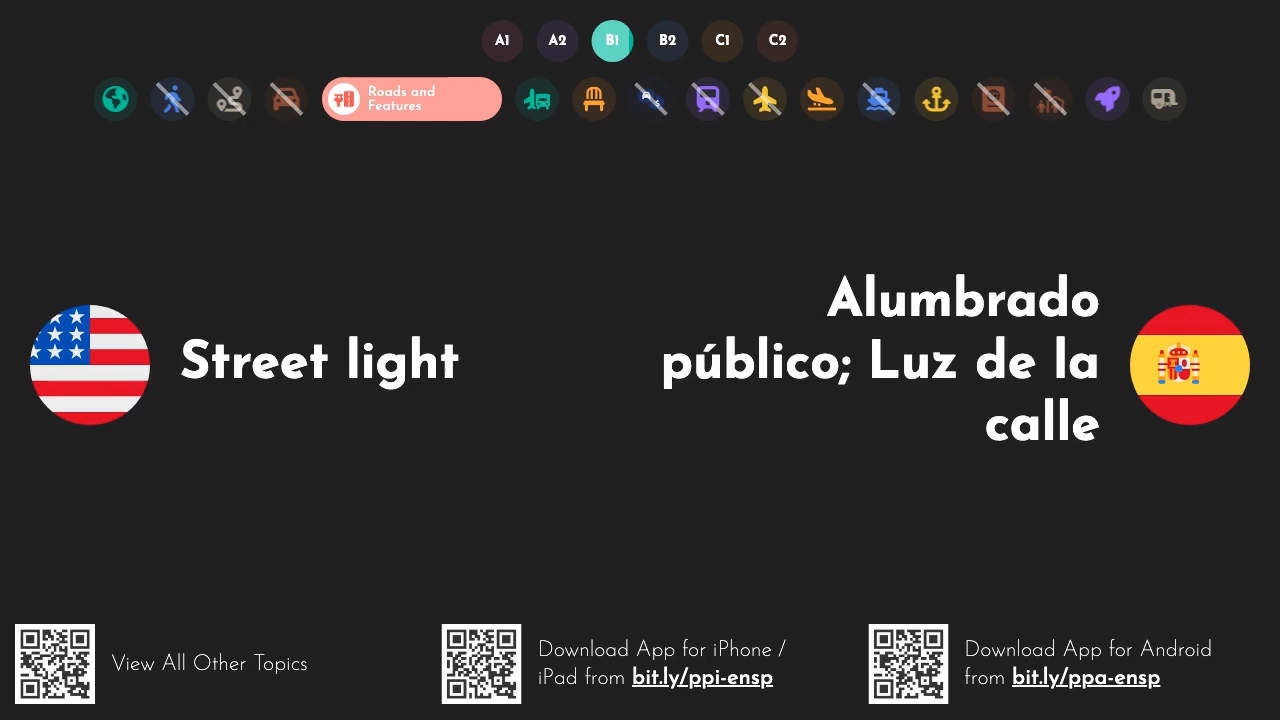 A1 A2 B1 B2 C1 C2
Roads and
Features
Street light
Alumbrado
público; Luz de la
calle
View All Other Topics
Download App for iPhone /
iPad from bit.ly/ppi-ensp
Download App for Android
from bit.ly/ppa-ensp